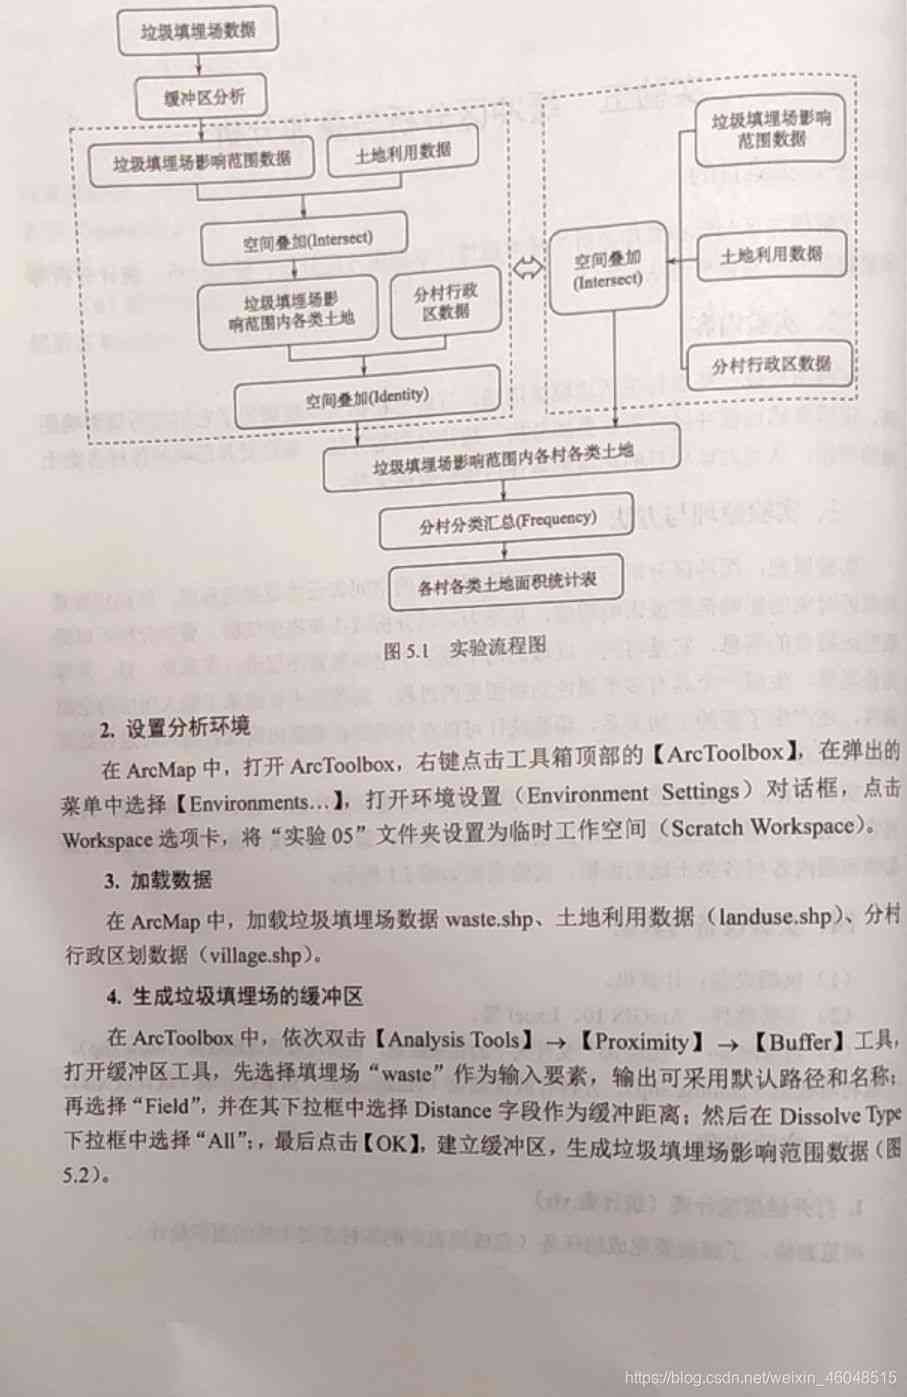 垃圾填埋场数据
缓冲区分析
垃圾填埋场影响范围数据
土地利用数据
空间叠加(Intersect)
垃圾填埋场影
响范围内各类土地
分村行政
区数据
空间叠加(Identity)
垃圾填埋场影响
范围数据
空间叠加
(Intersect)
土地利用数据
分村行政区数据
垃圾填埋场影响范围内各村各类土地
分村分类汇总(Frequency)
各村各类土地面积统计表
图 5.1 实验流程图
2. 设置分析环境
在 ArcMap 中，打开 ArcToolbox，右键点击工具箱顶部的【ArcToolbox】，在弹出的
菜单中选择【Environments…】，打开环境设置（Environment Settings）对话框，点击
Workspace 选项卡，将“实验 05”文件夹设置为临时工作空间（Scratch Workspace）。
3. 加载数据
在 ArcMap 中，加载垃圾填埋场数据 waste.shp、土地利用数据（landuse.shp）、分村
行政区划数据（village.shp）。
4. 生成垃圾填埋场的缓冲区
在 ArcToolbox 中，依次双击【Analysis Tools】→【Proximity】→【Buffer】工具，
打开缓冲区工具，先选择填埋场“waste”作为输入要素，输出可采用默认路径和名称；
再选择“Field”，并在其下拉框中选择 Distance 字段作为缓冲距离；然后在 Dissolve Type
下拉框中选择“All”；，最后点击【OK】，建立缓冲区，生成垃圾填埋场影响范围数据（图
5.2）。
https://blog.csdn.net/weixin_46048515